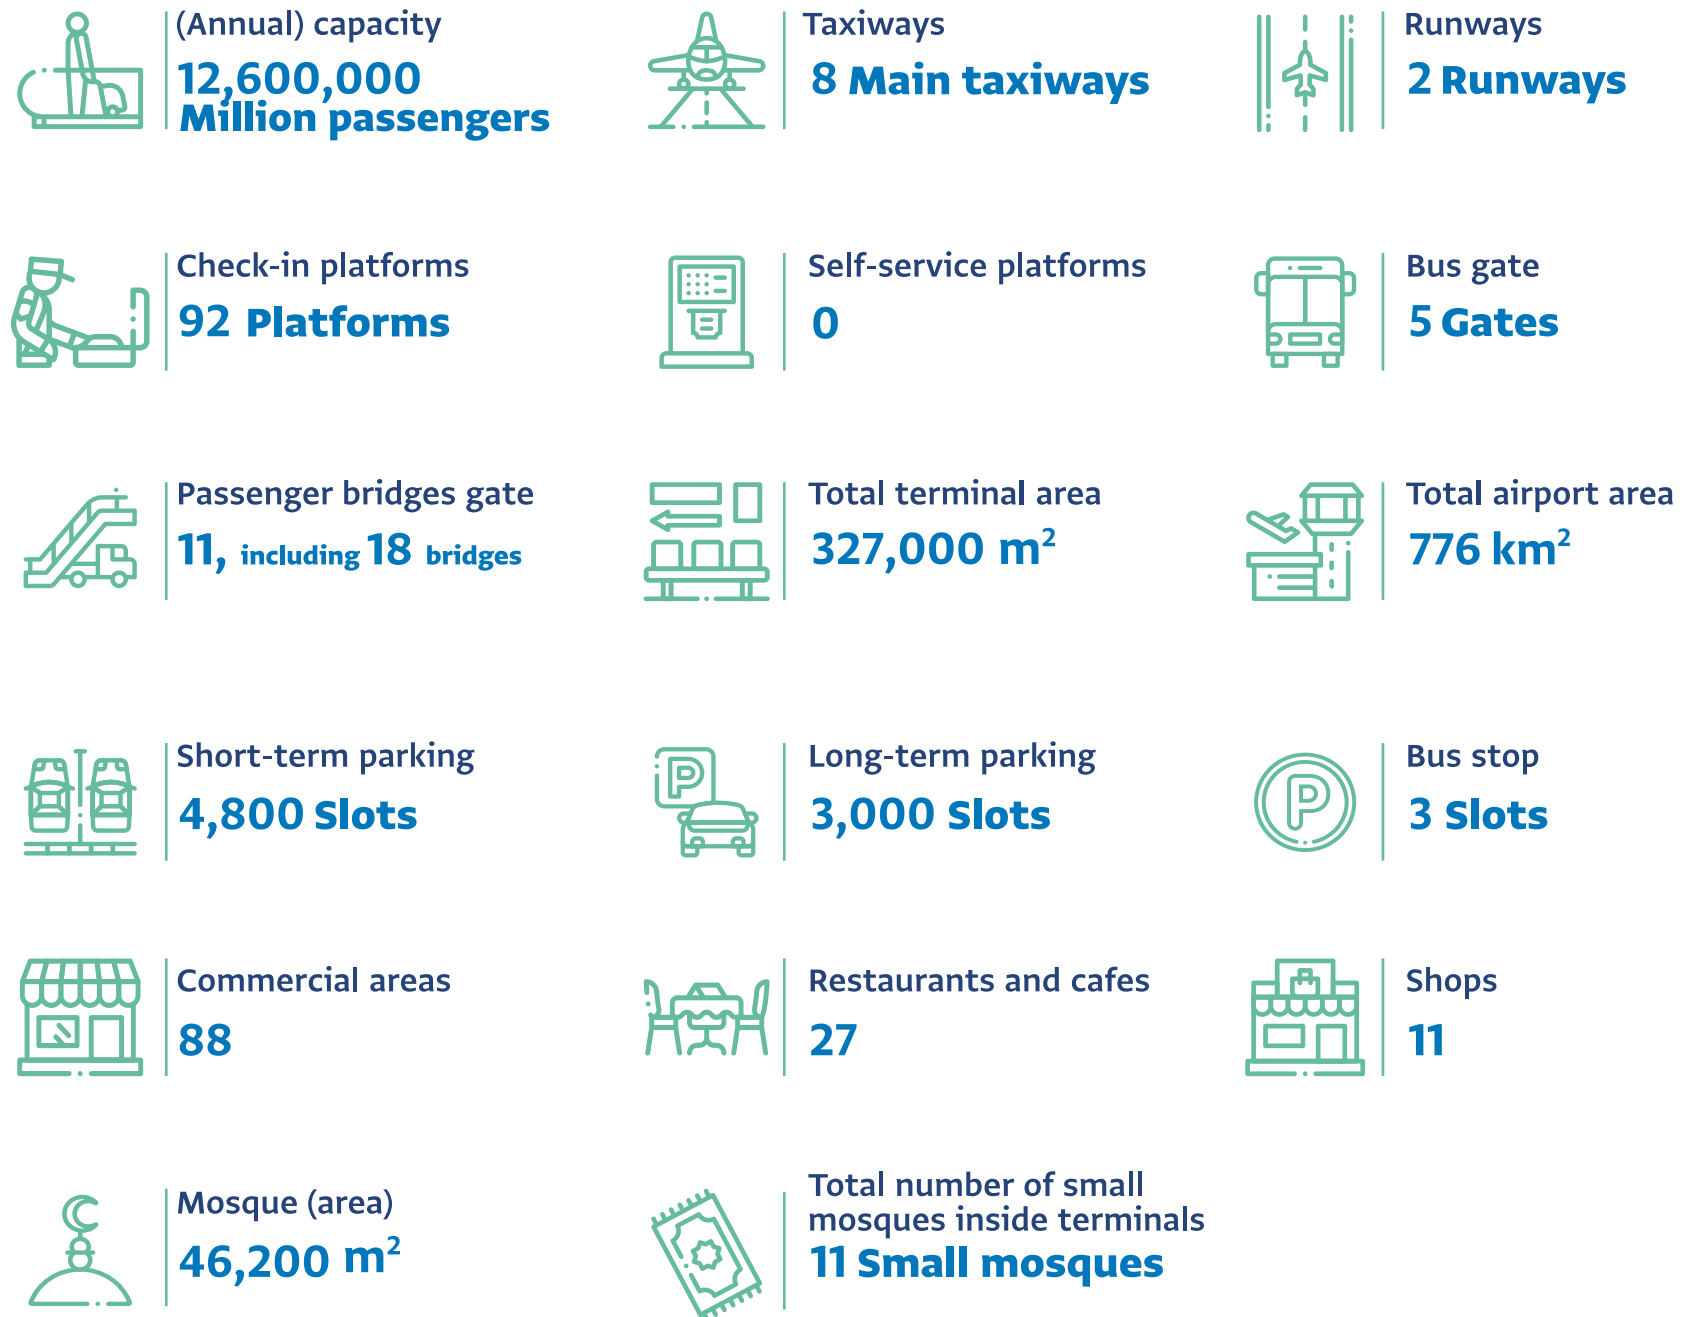 (Annual) capacity
12,600,000
Million passengers
Taxiways
8 Main taxiways
Runways
2 Runways
Check-in platforms
92 Platforms
Self-service platforms
0
Bus gate
5 Gates
Passenger bridges gate
11, including 18 bridges
Total terminal area
327,000 m²
Total airport area
776 km²
Short-term parking
4,800 Slots
Long-term parking
3,000 Slots
Bus stop
3 Slots
Commercial areas
88
Restaurants and cafes
27
Shops
11
Mosque (area)
46,200 m²
Total number of small
mosques inside terminals
11 Small mosques